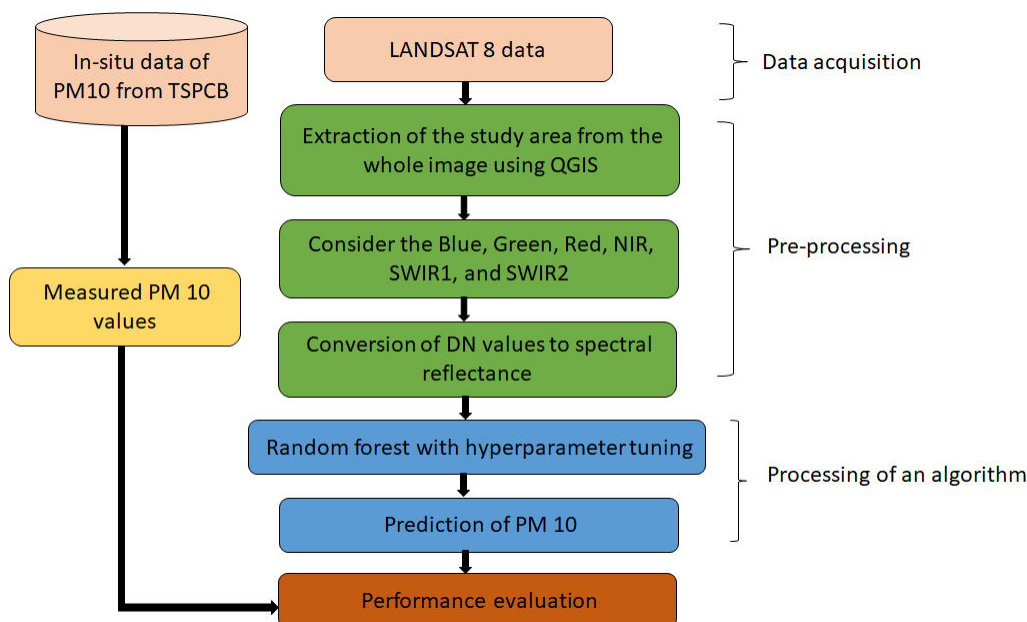 In-situ data of
PM10 from TSPCB
LANDSAT 8 data
Data acquisition
Extraction of the study area from the
whole image using QGIS
Consider the Blue, Green, Red, NIR,
SWIR1, and SWIR2
Pre-processing
Measured PM 10
values
Conversion of DN values to spectral
reflectance
Random forest with hyperparameter tuning
Processing of an algorithm
Prediction of PM 10
Performance evaluation